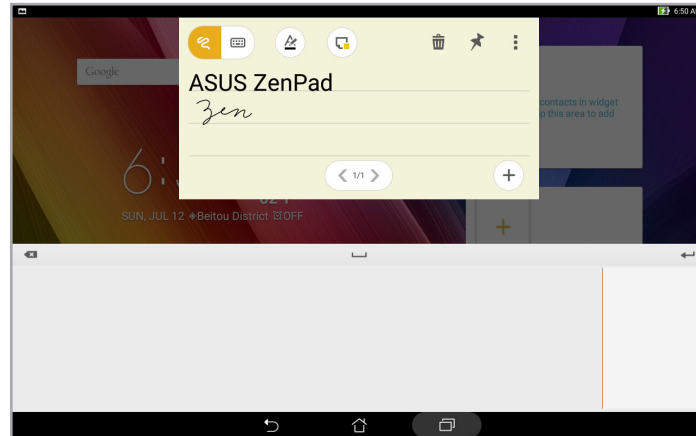 6:50 A
Google
ASUS ZenPad
Zen
contacts in widget
p this area to add
1/1
SUN, JUL 12 Beitou District OFF